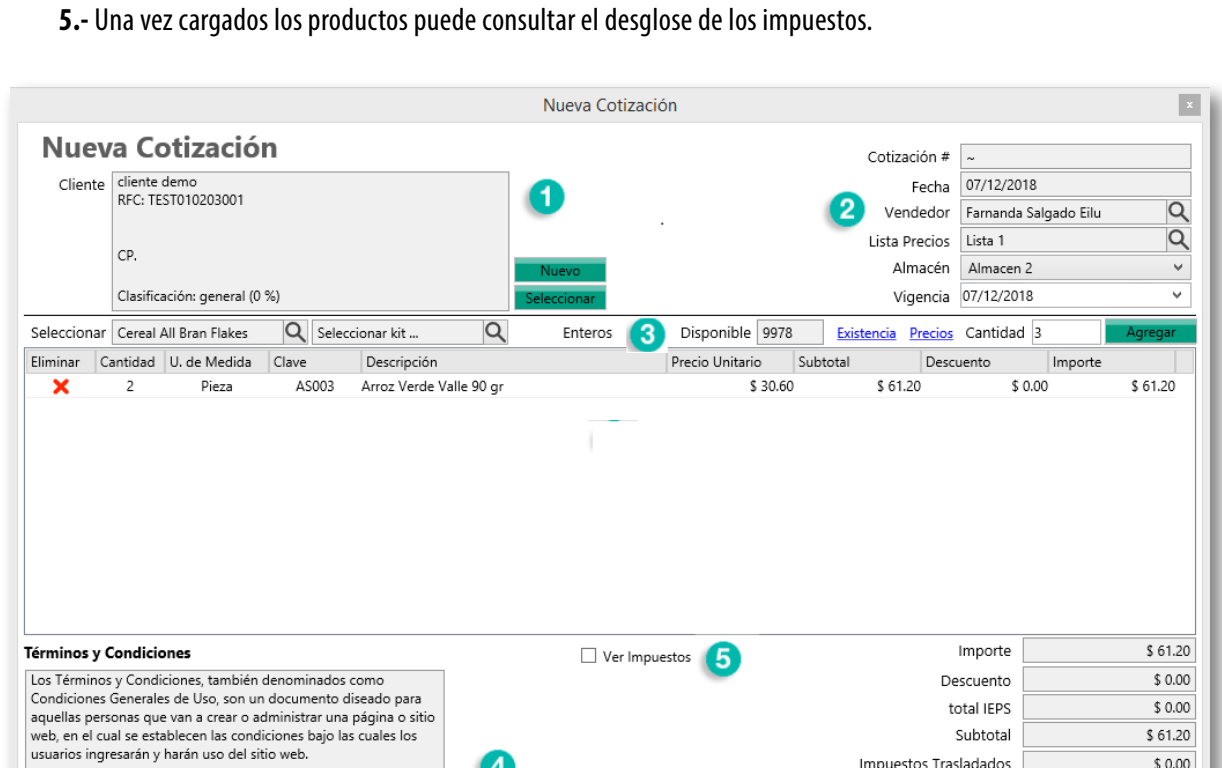 5.- Una vez cargados los productos puede consultar el desglose de los impuestos.
Nueva Cotización x
Nueva Cotización
Cotización # ~
Cliente cliente demo
RFC: TEST010203001
CP.
Clasificación: general (0 %)
1
Nuevo
Seleccionar
Fecha 07/12/2018
2 Vendedor Farnanda Salgado Eilu
Lista Precios Lista 1
Almacén Almacen 2
Vigencia 07/12/2018
Seleccionar Cereal All Bran Flakes Seleccionar kit ... Enteros 3 Disponible 9978 Existencia Precios Cantidad 3 Agregar
Eliminar Cantidad U. de Medida Clave Descripción Precio Unitario Subtotal Descuento Importe
2 Pieza AS003 Arroz Verde Valle 90 gr $ 30.60 $ 61.20 $ 0.00 $ 61.20
Términos y Condiciones
Los Términos y Condiciones, también denominados como
Condiciones Generales de Uso, son un documento diseado para
aquellas personas que van a crear o administrar una página o sitio
web, en el cual se establecen las condiciones bajo las cuales los
usuarios ingresarán y harán uso del sitio web.
4
Ver Impuestos 5
Importe $ 61.20
Descuento $ 0.00
total IEPS $ 0.00
Subtotal $ 61.20
Impuestos Trasladados $ 0.00